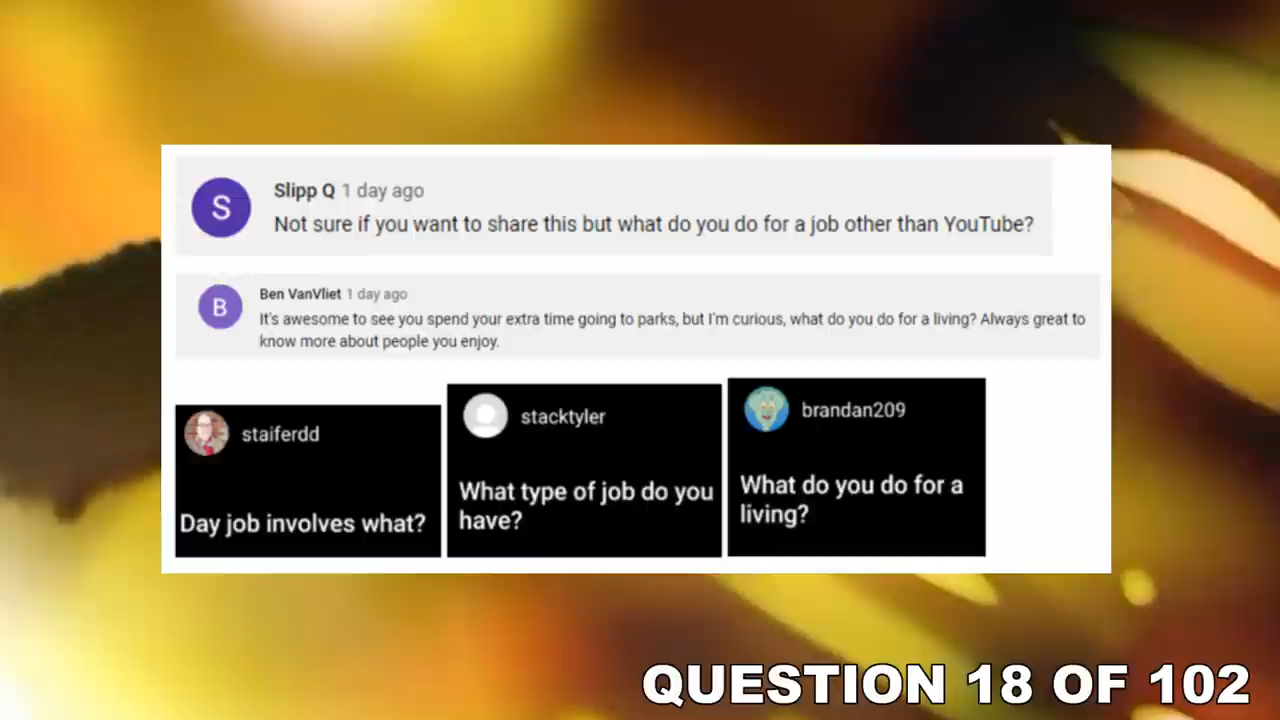 S
Slipp Q 1 day ago
Not sure if you want to share this but what do you do for a job other than YouTube?
B
Ben VanVliet 1 day ago
It's awesome to see you spend your extra time going to parks, but I'm curious, what do you do for a living? Always great to
know more about people you enjoy.
staiferdd
Day job involves what?
stacktyler
What type of job do you
have?
brandan209
What do you do for a
living?
QUESTION 18 OF 102